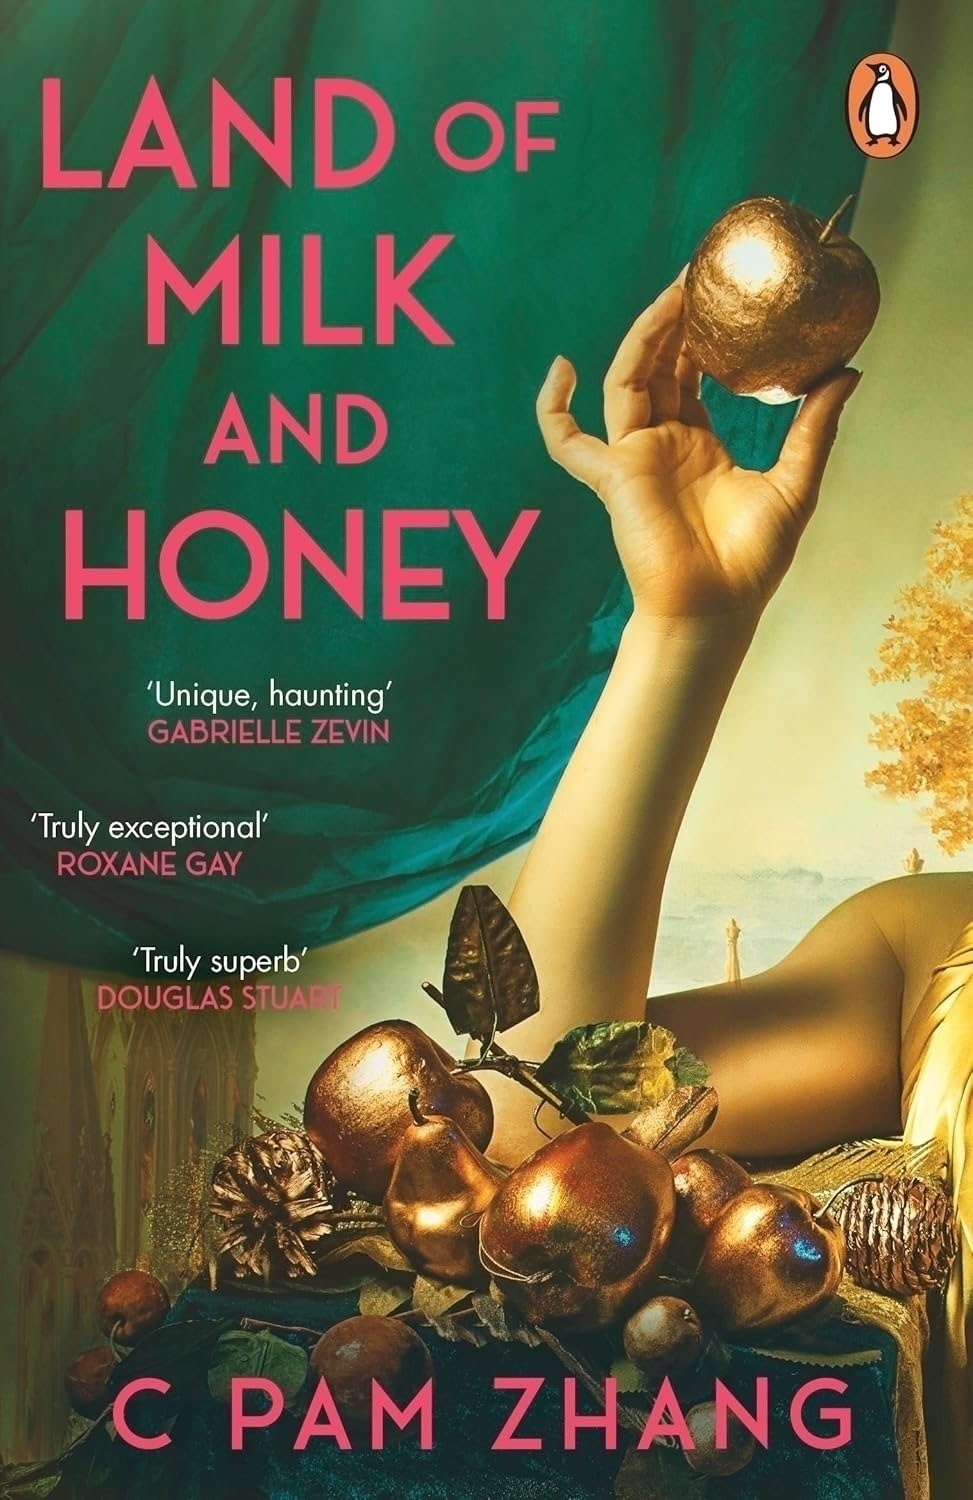 LAND OF
MILK
AND
HONEY
‘Unique, haunting’
GABRIELLE ZEVIN
‘Truly exceptional’
ROXANE GAY
‘Truly superb’
DOUGLAS STUART
C PAM ZHANG